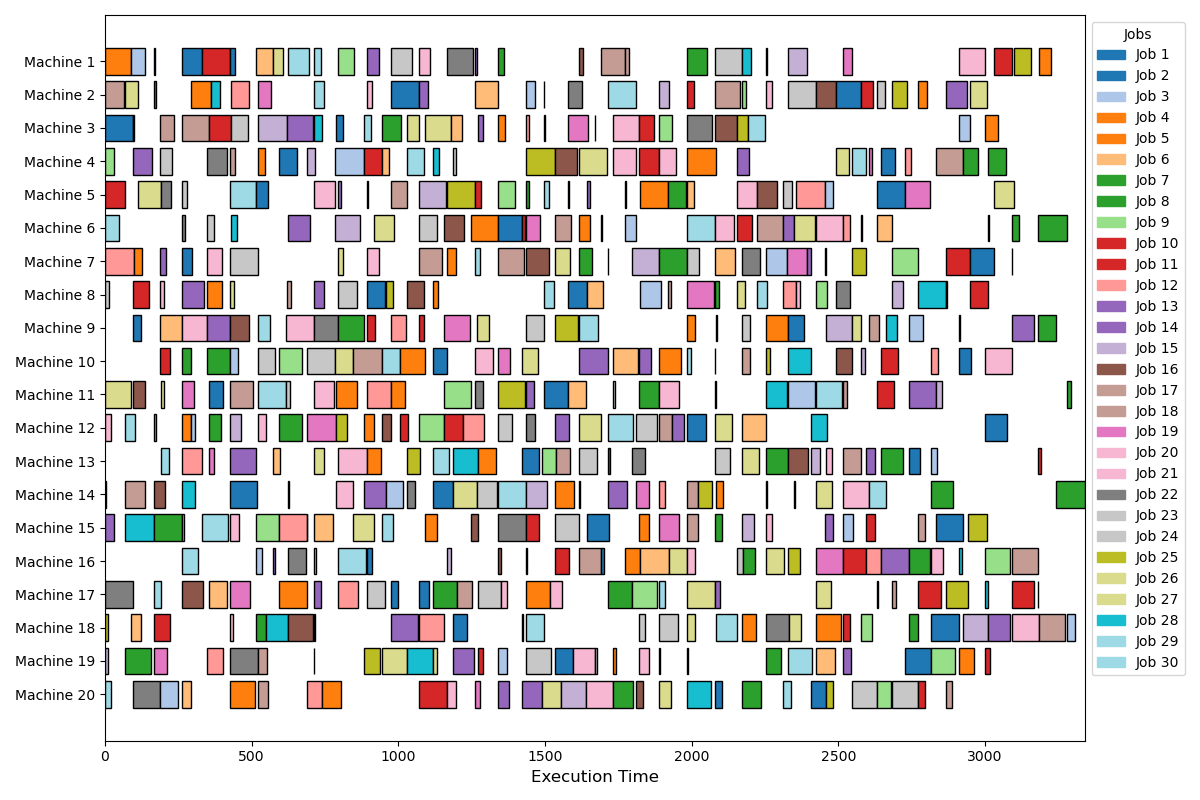 Machine 1
Machine 2
Machine 3
Machine 4
Machine 5
Machine 6
Machine 7
Machine 8
Machine 9
Machine 10
Machine 11
Machine 12
Machine 13
Machine 14
Machine 15
Machine 16
Machine 17
Machine 18
Machine 19
Machine 20
0 500 1000 1500 2000 2500 3000
Execution Time
Jobs
Job 1
Job 2
Job 3
Job 4
Job 5
Job 6
Job 7
Job 8
Job 9
Job 10
Job 11
Job 12
Job 13
Job 14
Job 15
Job 16
Job 17
Job 18
Job 19
Job 20
Job 21
Job 22
Job 23
Job 24
Job 25
Job 26
Job 27
Job 28
Job 29
Job 30